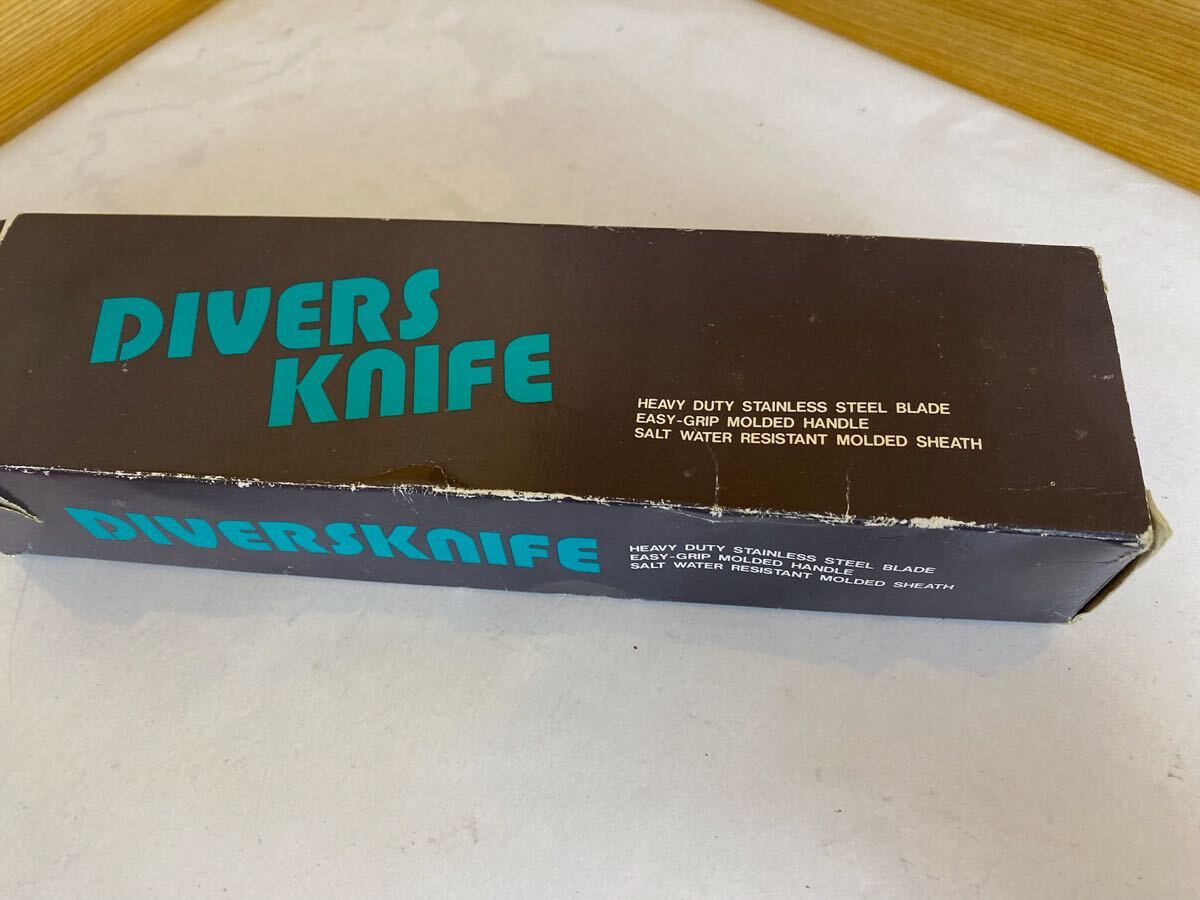 DIVERS
KNIFE
HEAVY DUTY STAINLESS STEEL BLADE
EASY-GRIP MOLDED HANDLE
SALT WATER RESISTANT MOLDED SHEATH
DIVERSKNIFE
HEAVY DUTY STAINLESS STEEL BLADE
EASY-GRIP MOLDED HANDLE
SALT WATER RESISTANT MOLDED SHEATH